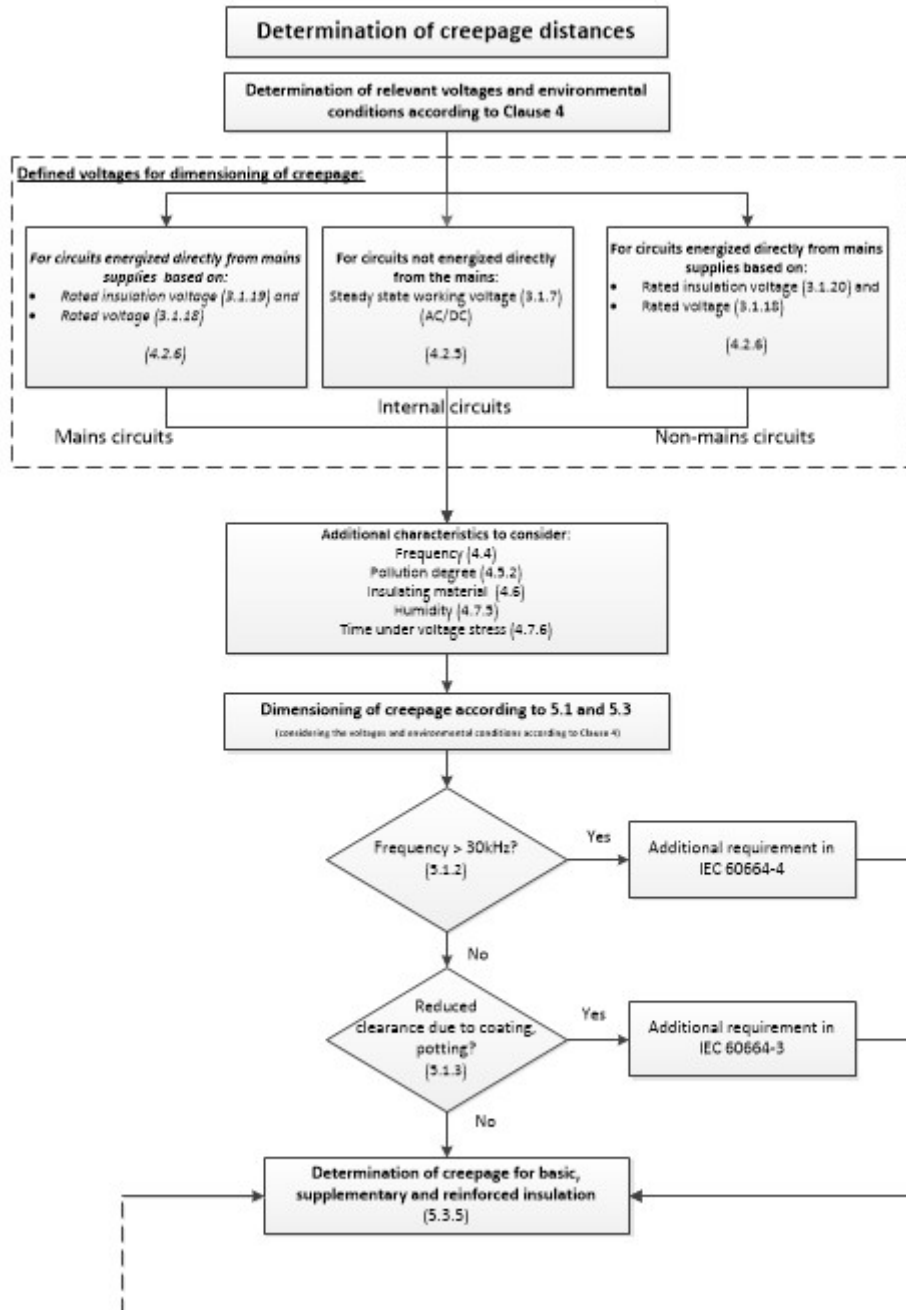 Determination of creepage distances
Determination of relevant voltages and environmental
conditions according to Clause 4
Defined voltages for dimensioning of creepage:
For circuits energized directly from mains
supplies based on:
• Rated insulation voltage (3.1.19) and
• Rated voltage (3.1.18)
(4.2.6)
For circuits not energized directly
from the mains:
Steady state working voltage (3.1.7)
(AC/DC)
(4.2.5)
For circuits energized directly from mains
supplies based on:
• Rated insulation voltage (3.1.20) and
• Rated voltage (3.1.18)
(4.2.6)
Internal circuits
Mains circuits
Non-mains circuits
Additional characteristics to consider:
Frequency (4.4)
Pollution degree (4.5.2)
Insulating material (4.6)
Humidity (4.7.5)
Time under voltage stress (4.7.6)
Dimensioning of creepage according to 5.1 and 5.3
(considering the voltages and environmental conditions according to Clause 4)
Frequency > 30kHz?
(5.1.2)
Yes
Additional requirement in
IEC 60664-4
No
Reduced
clearance due to coating,
potting?
(5.1.3)
Yes
Additional requirement in
IEC 60664-3
No
Determination of creepage for basic,
supplementary and reinforced insulation
(5.3.5)